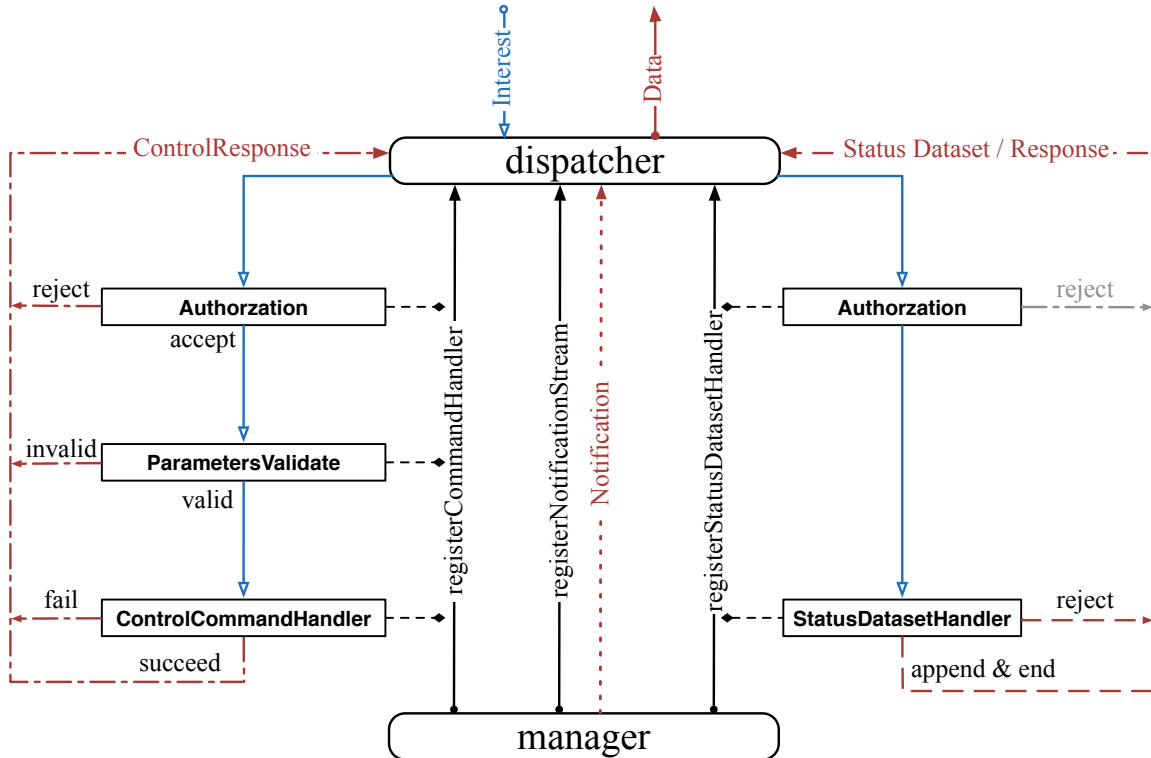 Interest
Data
ControlResponse
dispatcher
Status Dataset / Response
reject
Authorzation
accept
Authorzation
reject
invalid
ParametersValidate
valid
registerCommandHandler
registerNotificationStream
Notification
registerStatusDatasetHandler
fail
ControlCommandHandler
succeed
StatusDatasetHandler
reject
append & end
manager